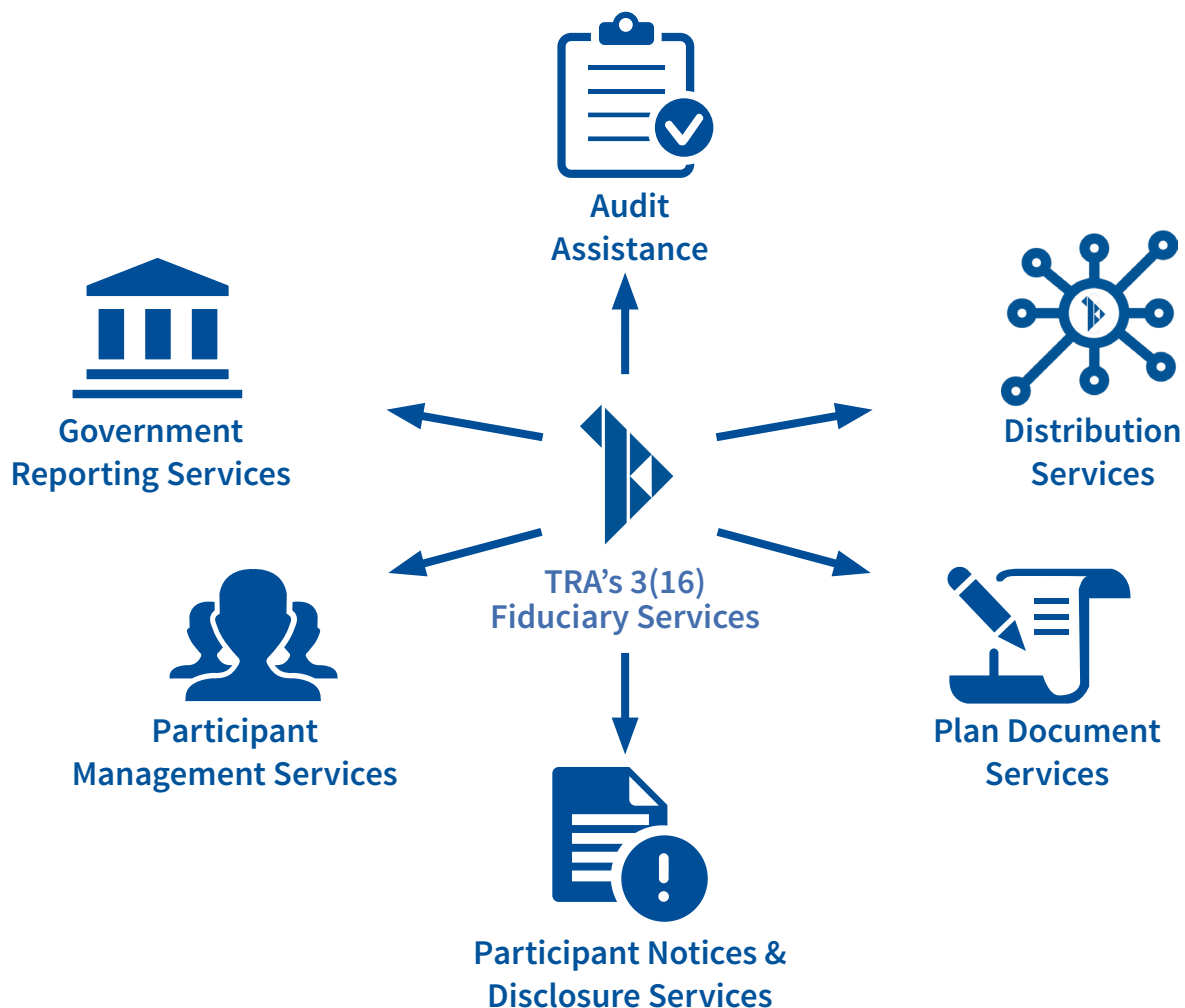 Audit
Assistance
Government
Reporting Services
Distribution
Services
TRA’s 3(16)
Fiduciary Services
Participant
Management Services
Plan Document
Services
Participant Notices &
Disclosure Services